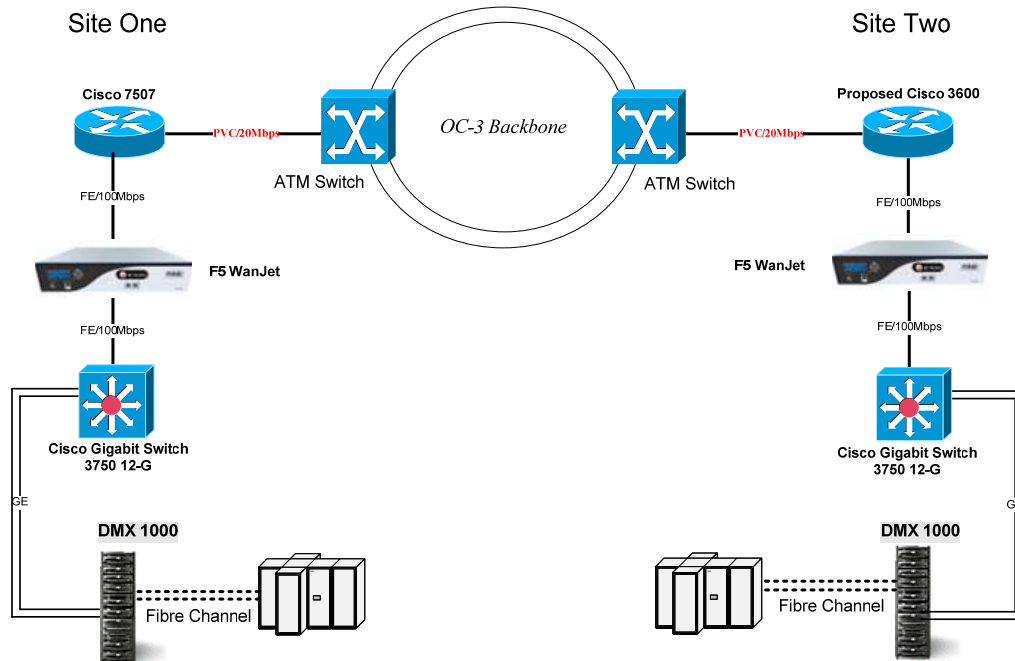 Site One
Site Two
Cisco 7507
Proposed Cisco 3600
OC-3 Backbone
PVC/20Mbps
PVC/20Mbps
ATM Switch
ATM Switch
FE/100Mbps
FE/100Mbps
F5 WanJet
F5 WanJet
FE/100Mbps
FE/100Mbps
Cisco Gigabit Switch
3750 12-G
Cisco Gigabit Switch
3750 12-G
GE
G
DMX 1000
DMX 1000
Fibre Channel
Fibre Channel